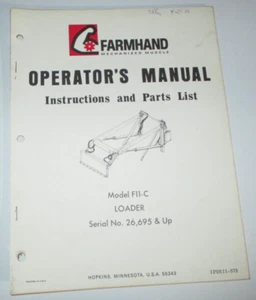 FARMHAND
MECHANIZED MUSCLE
OPERATOR'S MANUAL
Instructions and Parts List
Model F11-C
LOADER
Serial No. 26,695 & Up
HOPKINS, MINNESOTA, U.S.A. 55343